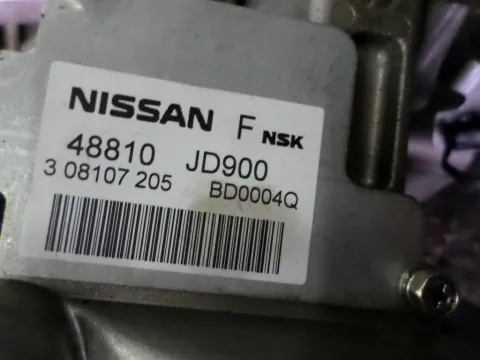 NISSAN F NSK
48810 JD900
3 08107 205 BD0004Q